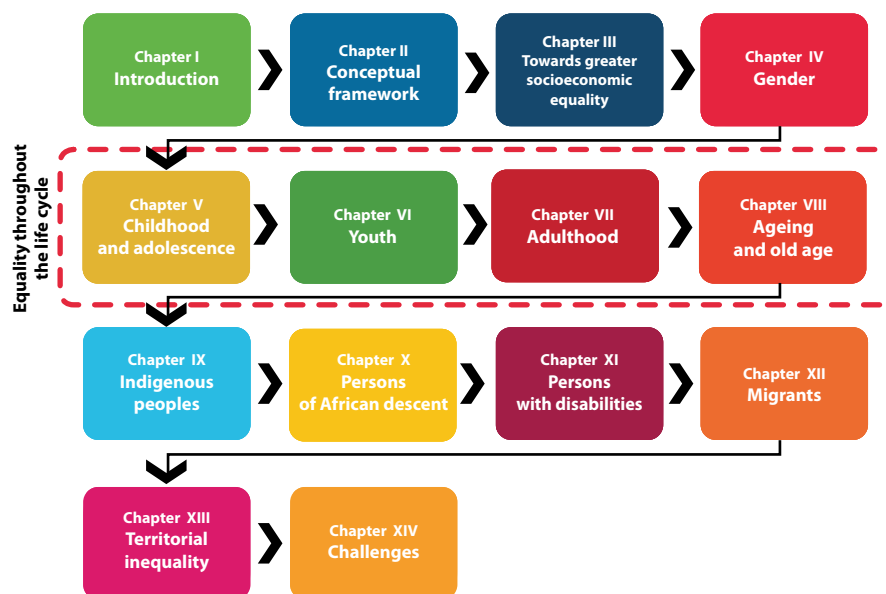 Chapter I
Introduction
Chapter II
Conceptual
framework
Chapter III
Towards greater
socioeconomic
equality
Chapter IV
Gender
Equality throughout
the life cycle
Chapter V
Childhood
and adolescence
Chapter VI
Youth
Chapter VII
Adulthood
Chapter VIII
Ageing
and old age
Chapter IX
Indigenous
peoples
Chapter X
Persons
of African descent
Chapter XI
Persons
with disabilities
Chapter XII
Migrants
Chapter XIII
Territorial
inequality
Chapter XIV
Challenges